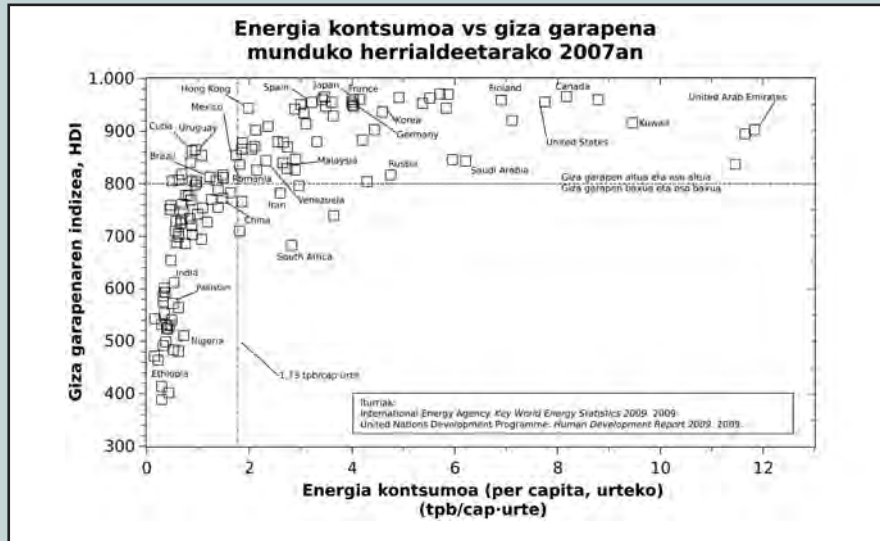 Energia kontsumoa vs giza garapena
munduko herrialdeetarako 2007an
Giza garapenaren indizea, HDI
1.000
900
800
700
600
500
400
300
Hong Kong
Mexico
Cuba
Uruguay
Brazil
Romania
Spain
Japan
France
Korea
Germany
Malaysia
Russia
Iran
Venezuela
China
South Africa
India
Pakistan
Nigeria
Ethiopia
Finland
Canada
United States
Saudi Arabia
Kuwait
United Arab Emirates
Giza garapen altua eta oso altua
Giza garapen baxua eta oso baxua
1,73 tpb/cap·urte
Iturriak:
International Energy Agency. Key World Energy Statistics 2009. 2009.
United Nations Development Programme. Human Development Report 2009. 2009.
0 2 4 6 8 10 12
Energia kontsumoa (per capita, urteko)
(tpb/cap·urte)